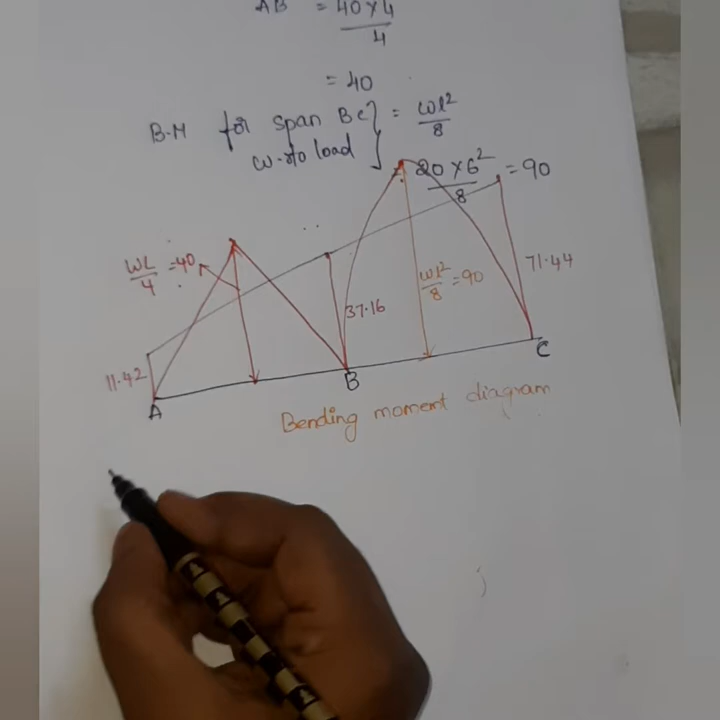 AB = 40×4
4
= 40
B.M for span BC } = wl²
w.r.to load 8
20×6² = 90
8
WL = 40
4
wl² = 90
8
71.44
37.16
11.42
A
B
C
Bending moment diagram